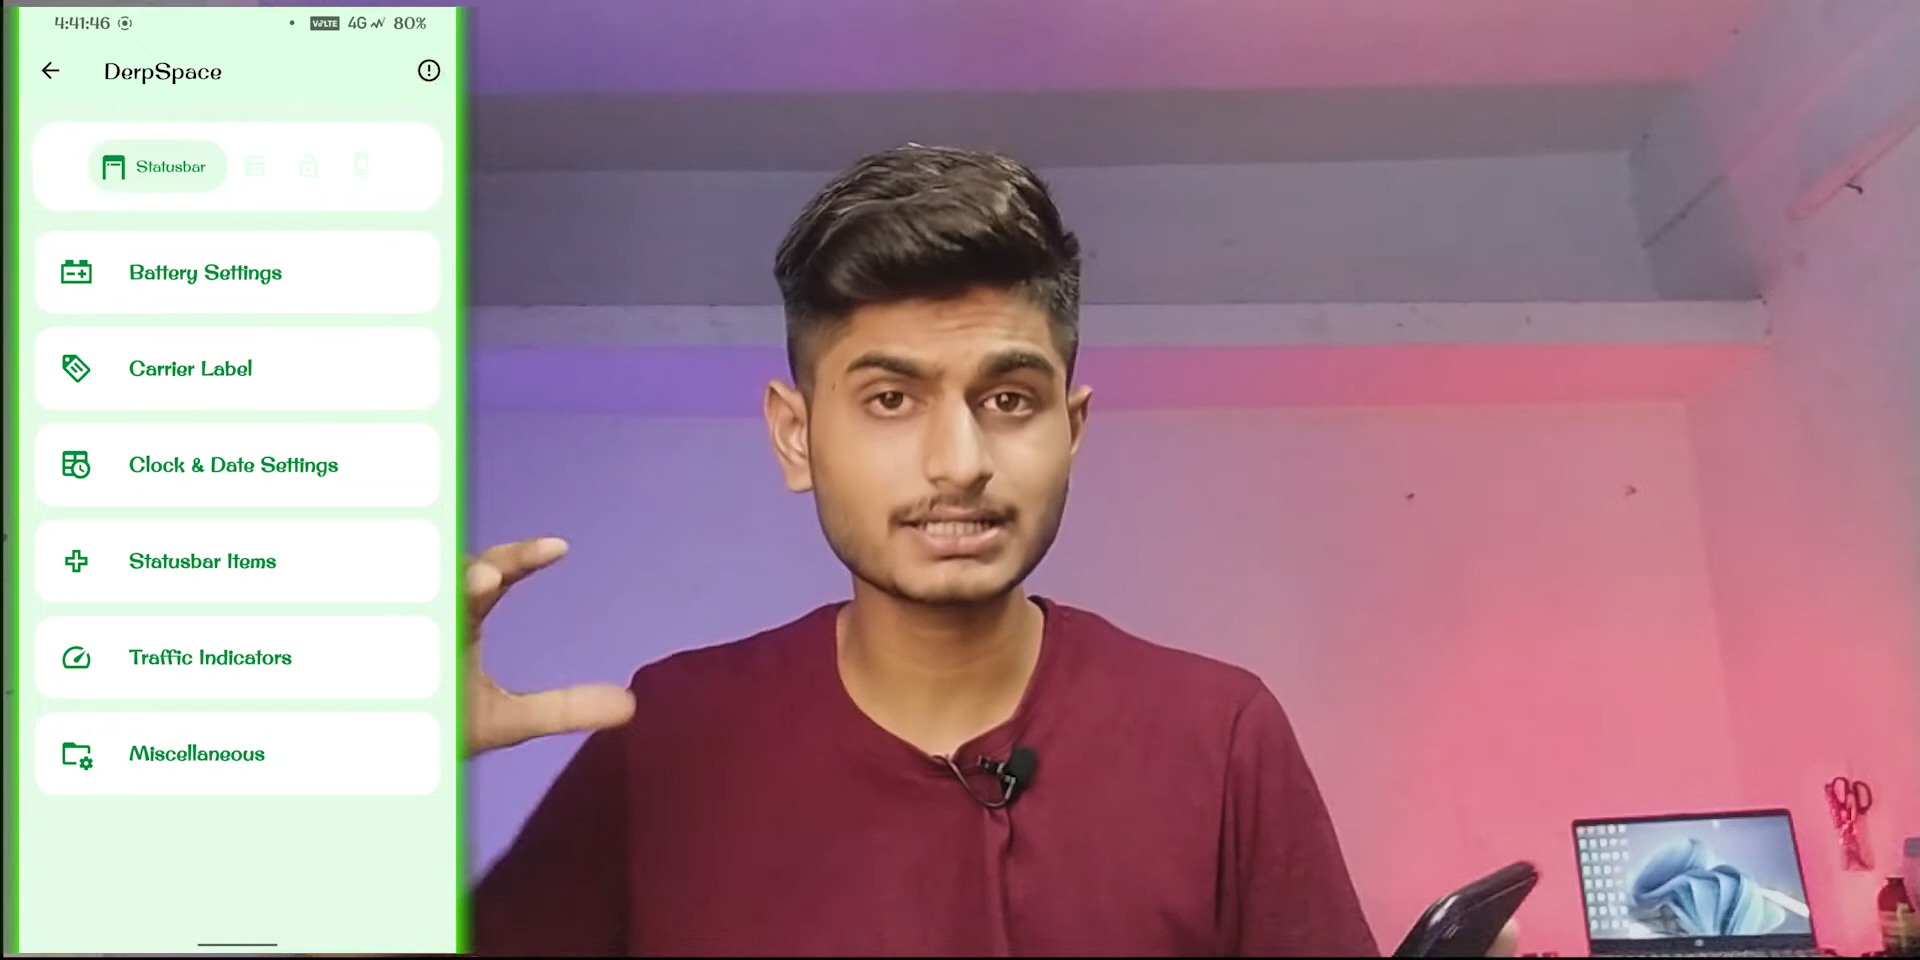 4:41:46 VoLTE 4G 80%
DerpSpace
Statusbar
Battery Settings
Carrier Label
Clock & Date Settings
Statusbar Items
Traffic Indicators
Miscellaneous